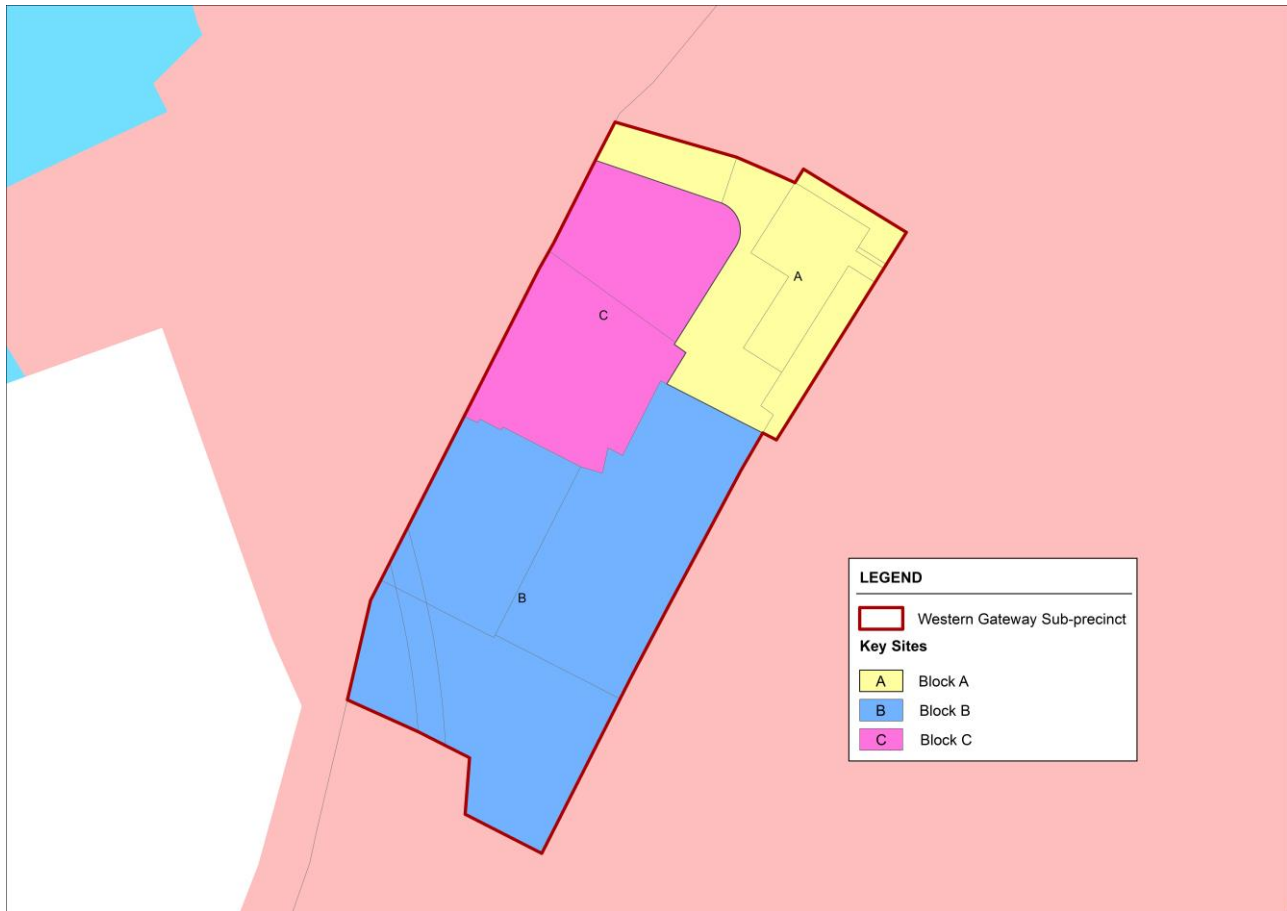 A
C
B
LEGEND
Western Gateway Sub-precinct
Key Sites
A Block A
B Block B
C Block C